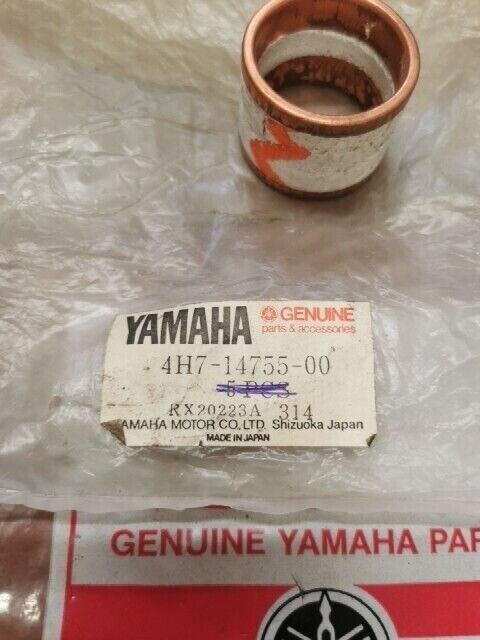 YAMAHA GENUINE
parts & accessories
4H7-14755-00
5 PCS
RX20223A 314
YAMAHA MOTOR CO., LTD. Shizuoka Japan
MADE IN JAPAN
GENUINE YAMAHA PAR